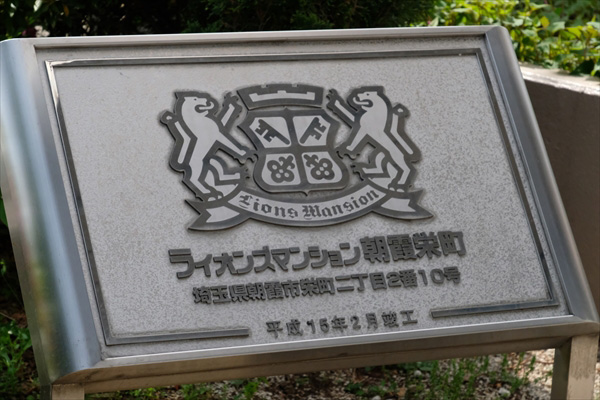 Lions Mansion
ライオンズマンション朝霞栄町
埼玉県朝霞市栄町二丁目2番10号
平成16年2月竣工